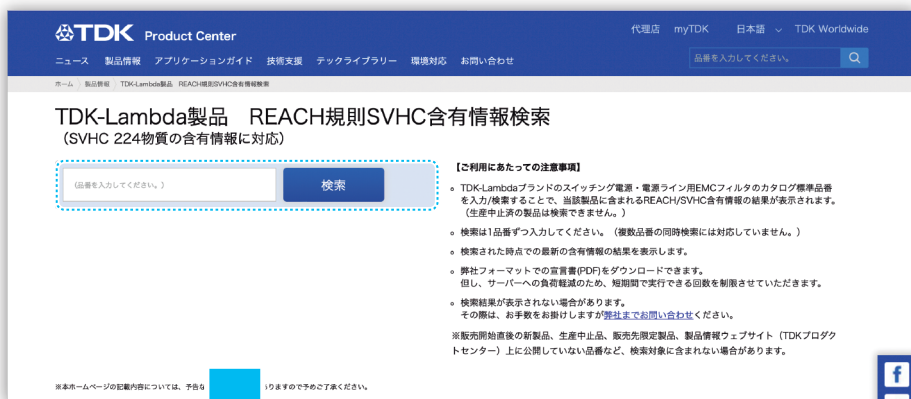 TDK Product Center
代理店 myTDK 日本語 TDK Worldwide
ニュース 製品情報 アプリケーションガイド 技術支援 テックライブラリー 環境対応 お問い合わせ
品番を入力してください。
ホーム 製品情報 TDK-Lambda製品 REACH規則SVHC含有情報検索
TDK-Lambda製品 REACH規則SVHC含有情報検索
（SVHC 224物質の含有情報に対応）
（品番を入力してください。）
検索
【ご利用にあたっての注意事項】
TDK-Lambdaブランドのスイッチング電源・電源ライン用EMCフィルタのカタログ標準品番
を入力/検索することで、当該製品に含まれるREACH/SVHC含有情報の結果が表示されます。
（生産中止済の製品は検索できません。）
検索は1品番ずつ入力してください。（複数品番の同時検索には対応していません。）
検索された時点での最新の含有情報の結果を表示します。
弊社フォーマットでの宣言書(PDF)をダウンロードできます。
但し、サーバーへの負荷軽減のため、短期間で実行できる回数を制限させていただきます。
検索結果が表示されない場合があります。
その際は、お手数をお掛けしますが弊社までお問い合わせください。
※販売開始直後の新製品、生産中止品、販売先限定製品、製品情報ウェブサイト（TDKプロダク
トセンター）上に公開していない品番など、検索対象に含まれない場合があります。
※本ホームページの記載内容については、予告な りますので予めご了承ください。
f